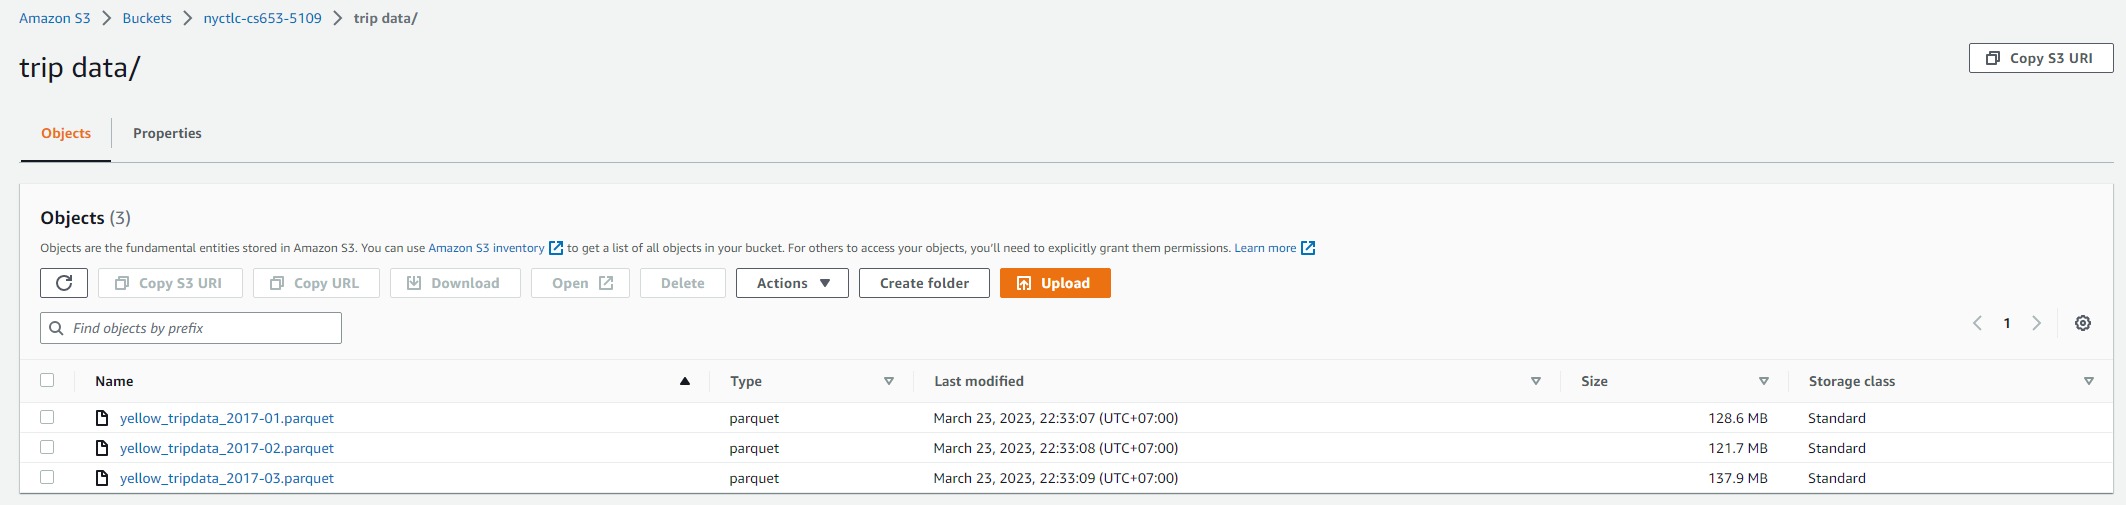 Amazon S3 > Buckets > nyctlc-cs653-5109 > trip data/
trip data/
Copy S3 URI
Objects Properties
Objects (3)
Objects are the fundamental entities stored in Amazon S3. You can use Amazon S3 inventory to get a list of all objects in your bucket. For others to access your objects, you'll need to explicitly grant them permissions. Learn more
Copy S3 URI Copy URL Download Open Delete Actions Create folder Upload
Find objects by prefix
1
Name Type Last modified Size Storage class
yellow_tripdata_2017-01.parquet parquet March 23, 2023, 22:33:07 (UTC+07:00) 128.6 MB Standard
yellow_tripdata_2017-02.parquet parquet March 23, 2023, 22:33:08 (UTC+07:00) 121.7 MB Standard
yellow_tripdata_2017-03.parquet parquet March 23, 2023, 22:33:09 (UTC+07:00) 137.9 MB Standard